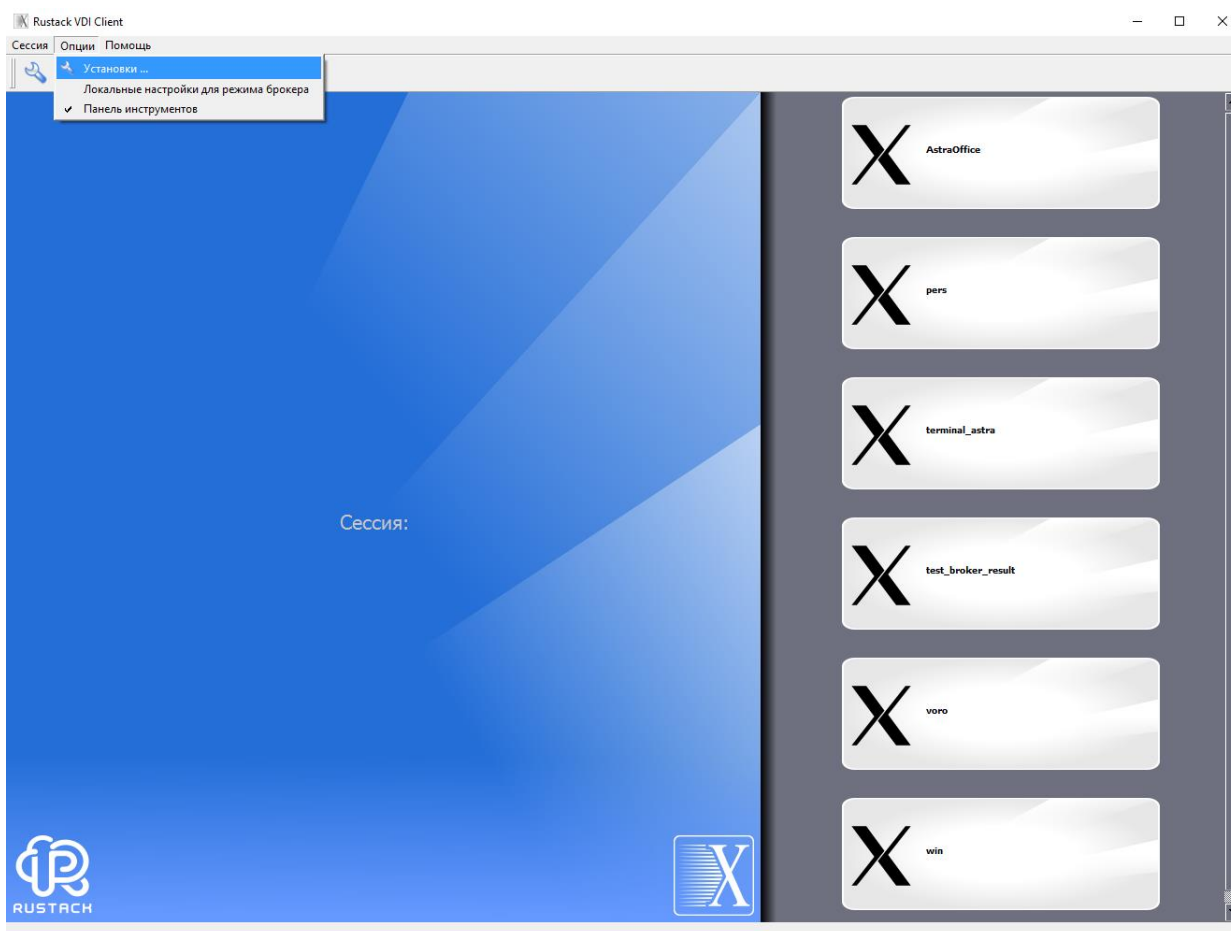 Rustack VDI Client
Сессия Опции Помощь
Установки ...
Локальные настройки для режима брокера
Панель инструментов
AstraOffice
pers
terminal_astra
Сессия:
test_broker_result
voro
win
RUSTACK